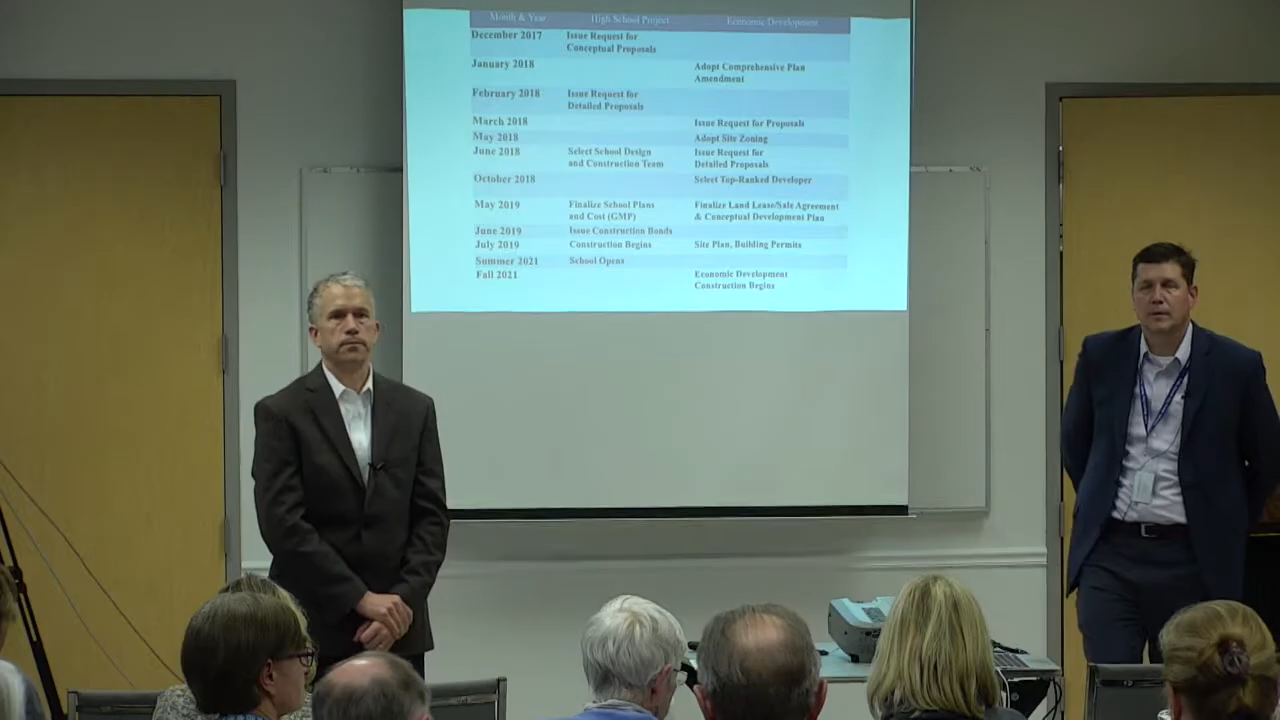 Month & Year High School Project Economic Development
December 2017 Issue Request for
Conceptual Proposals
January 2018 Adopt Comprehensive Plan
Amendment
February 2018 Issue Request for
Detailed Proposals
March 2018 Issue Request for Proposals
May 2018 Adopt Site Zoning
June 2018 Select School Design Issue Request for
and Construction Team Detailed Proposals
October 2018 Select Top-Ranked Developer
May 2019 Finalize School Plans Finalize Land Lease/Sale Agreement
and Cost (GMP) & Conceptual Development Plan
June 2019 Issue Construction Bonds
July 2019 Construction Begins Site Plan, Building Permits
Summer 2021 School Opens
Fall 2021 Economic Development
Construction Begins